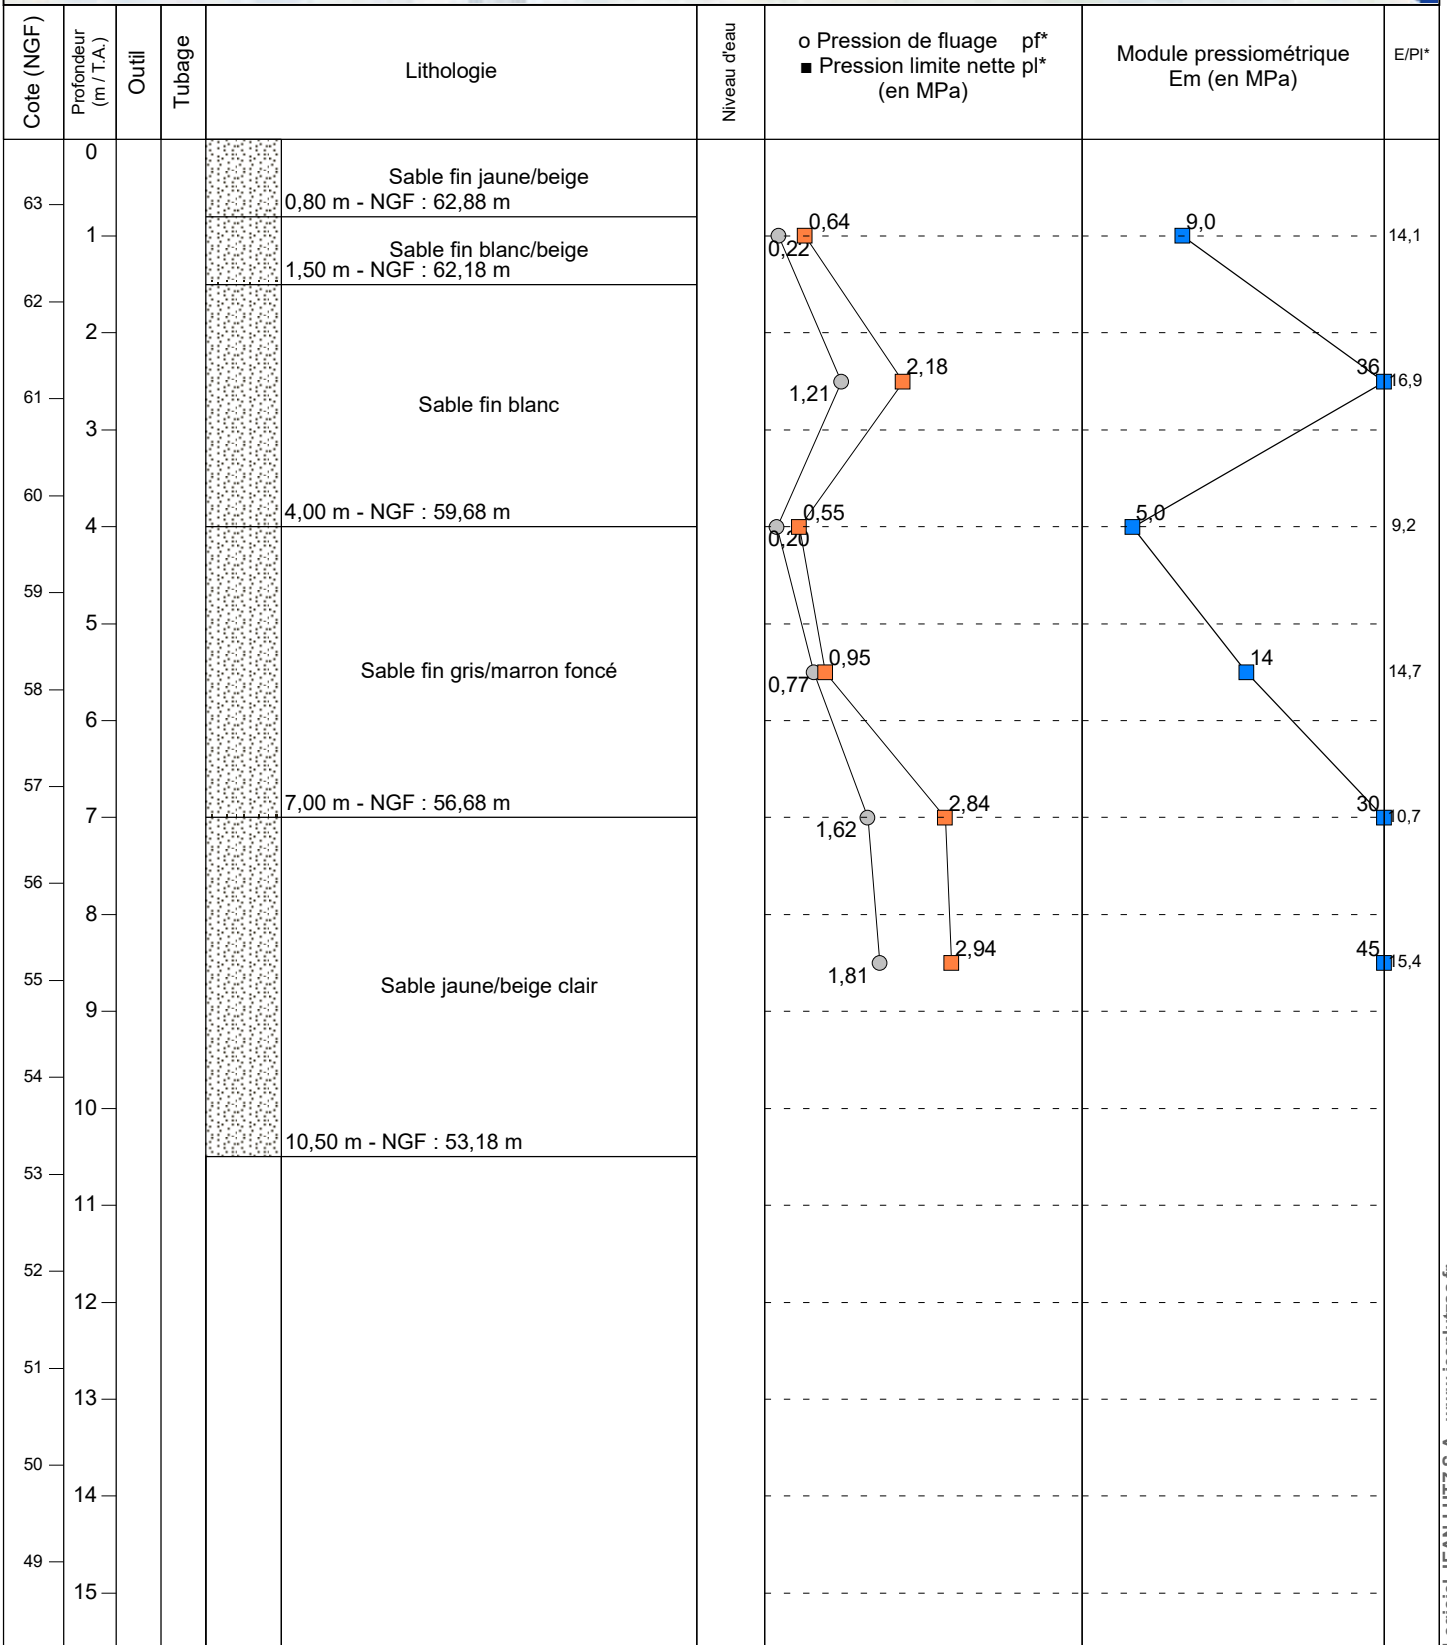 Cote (NGF)
Profondeur
(m / T.A.)
Outil
Tubage
Lithologie
Niveau d'eau
o Pression de fluage pf*
■ Pression limite nette pl*
(en MPa)
Module pressiométrique
Em (en MPa)
E/Pl*
0
Sable fin jaune/beige
63
0,80 m - NGF : 62,88 m
1
0,64
0,22
9,0
14,1
Sable fin blanc/beige
1,50 m - NGF : 62,18 m
62
2
2,18
1,21
36
16,9
61
Sable fin blanc
3
60
4,00 m - NGF : 59,68 m
4
0,55
0,20
5,0
9,2
59
5
0,95
0,77
14
14,7
Sable fin gris/marron foncé
58
6
57
7,00 m - NGF : 56,68 m
7
2,84
1,62
30
10,7
56
8
2,94
1,81
45
15,4
55
Sable jaune/beige clair
9
54
10
10,50 m - NGF : 53,18 m
53
11
52
12
51
13
50
14
49
15
JEAN LUTZ S.A - www.jeanlutzsa.fr